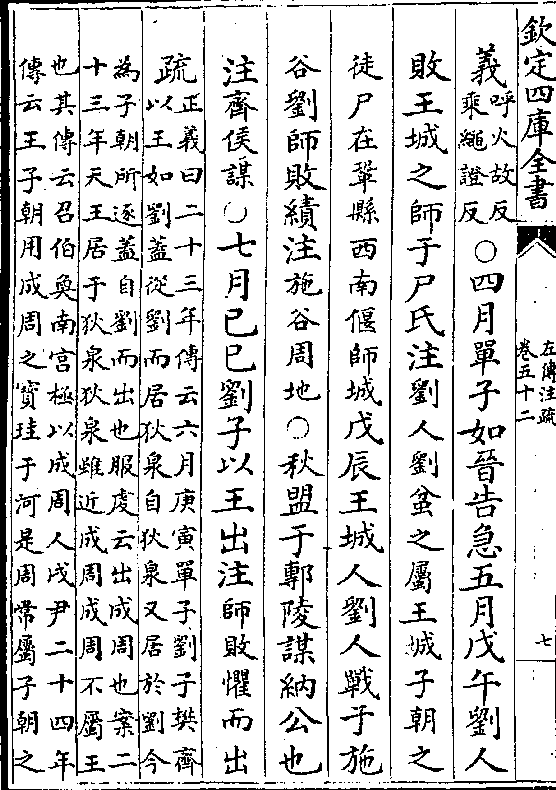 欽定四庫全書
左傳注疏
卷五十二
七
義
呼火故反
乘繩證反
○四月單子如晉告急五月戊午劉人
敗王城之師于尸氏注劉人劉蚠之屬王城子朝之
徒尸在鞏縣西南偃師城戊辰王城人劉人戰于施
谷劉師敗績注施谷周地○秋盟于鄟陵謀納公也
注齊侯謀○七月己巳劉子以王出注師敗懼而出
疏
正義曰二十三年傳云六月庚寅單子劉子樊齊
以王如劉蓋從劉而居狄泉自狄泉又居於劉今
為子朝所逐蓋自劉而出也服虔云出成周也案二
十三年天王居于狄泉狄泉雖近成周成周不屬王
也其傳云召伯奐南宮極以成周人戍尹二十四年
傳云王子朝用成周之寳珪于河是周常屬子朝之